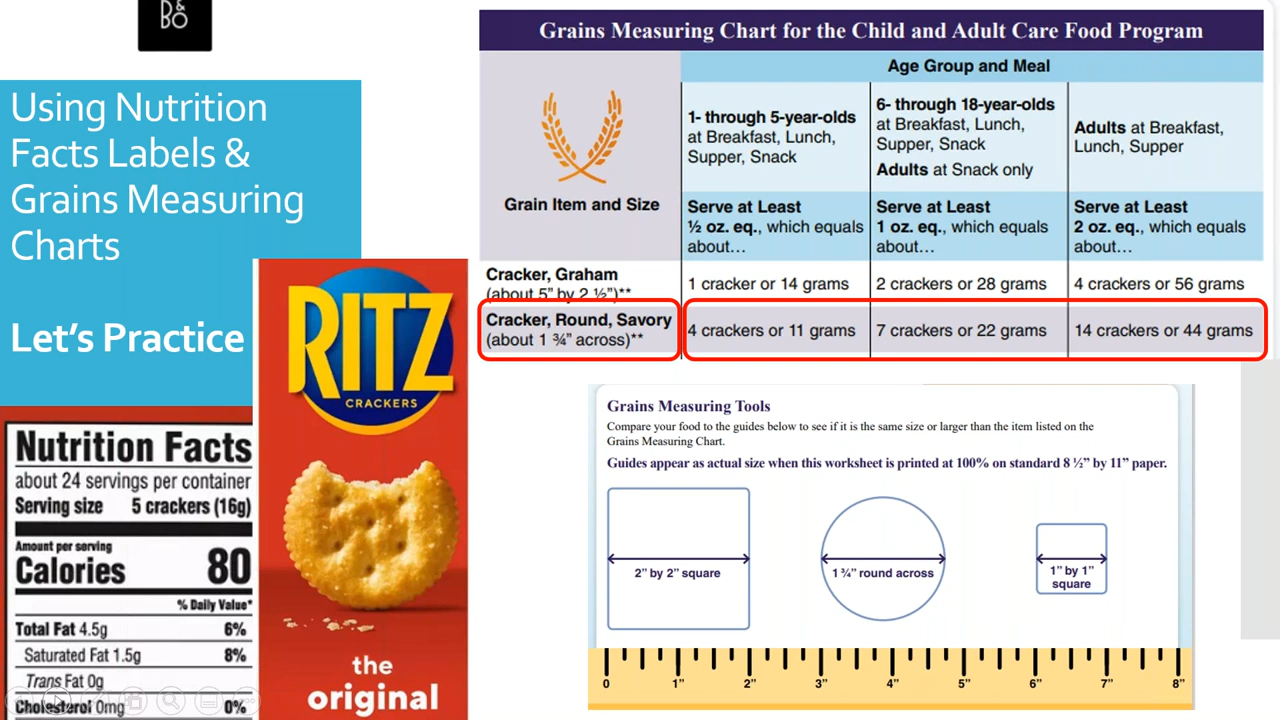 B&
BO
Using Nutrition
Facts Labels &
Grains Measuring
Charts
Let's Practice
Grains Measuring Chart for the Child and Adult Care Food Program
Grain Item and Size
Age Group and Meal
1- through 5-year-olds
at Breakfast, Lunch,
Supper, Snack
6- through 18-year-olds
at Breakfast, Lunch,
Supper, Snack
Adults at Snack only
Adults at Breakfast,
Lunch, Supper
Serve at Least
½ oz. eq., which equals
about…
Serve at Least
1 oz. eq., which equals
about…
Serve at Least
2 oz. eq., which equals
about…
Cracker, Graham
(about 5" by 2 ½")**
1 cracker or 14 grams
2 crackers or 28 grams
4 crackers or 56 grams
Cracker, Round, Savory
(about 1 ¾" across)**
4 crackers or 11 grams
7 crackers or 22 grams
14 crackers or 44 grams
RITZ
CRACKERS
the
original
Nutrition Facts
about 24 servings per container
Serving size 5 crackers (16g)
Amount per serving
Calories 80
% Daily Value*
Total Fat 4.5g 6%
Saturated Fat 1.5g 8%
Trans Fat 0g
Cholesterol 0mg 0%
Grains Measuring Tools
Compare your food to the guides below to see if it is the same size or larger than the item listed on the
Grains Measuring Chart.
Guides appear as actual size when this worksheet is printed at 100% on standard 8 ½" by 11" paper.
2" by 2" square
1 ¾" round across
1" by 1"
square
0 1" 2" 3" 4" 5" 6" 7" 8"